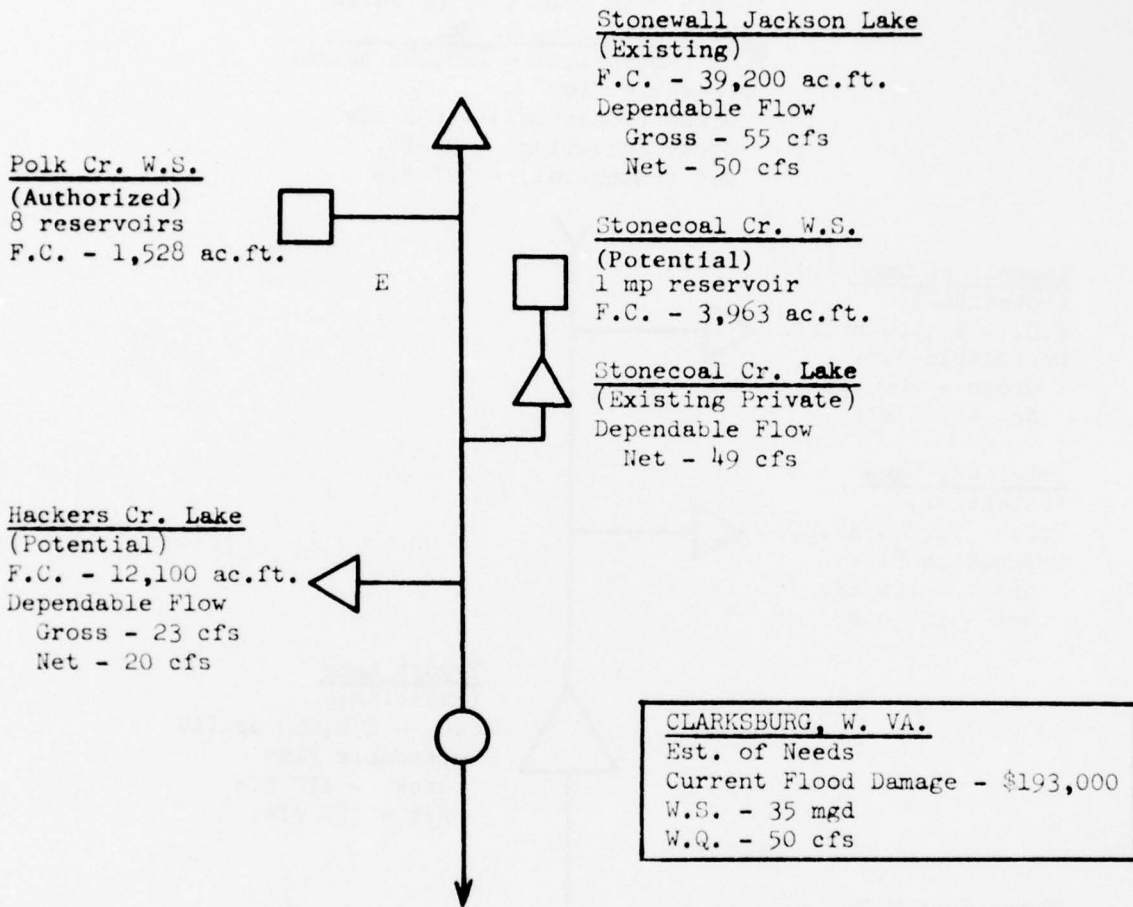 Stonewall Jackson Lake
(Existing)
F.C. - 39,200 ac.ft.
Dependable Flow
Gross - 55 cfs
Net - 50 cfs
Polk Cr. W.S.
(Authorized)
8 reservoirs
F.C. - 1,528 ac.ft.
E
Stonecoal Cr. W.S.
(Potential)
1 mp reservoir
F.C. - 3,963 ac.ft.
Stonecoal Cr. Lake
(Existing Private)
Dependable Flow
Net - 49 cfs
Hackers Cr. Lake
(Potential)
F.C. - 12,100 ac.ft.
Dependable Flow
Gross - 23 cfs
Net - 20 cfs
CLARKSBURG, W. VA.
Est. of Needs
Current Flood Damage - $193,000
W.S. - 35 mgd
W.Q. - 50 cfs